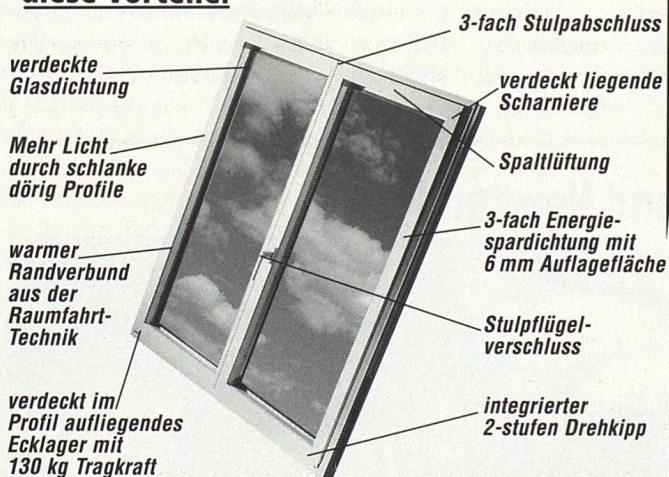 diese Vorteile!
3-fach Stulpabschluss
verdeckte
Glasdichtung
verdeckt liegende
Scharniere
Mehr Licht
durch schlanke
dörig Profile
Spaltlüftung
3-fach Energie-
spardichtung mit
6 mm Auflagefläche
warmer
Randverbund
aus der
Raumfahrt-
Technik
Stulpflügel-
verschluss
verdeckt im
Profil aufliegendes
Ecklager mit
130 kg Tragkraft
integrierter
2-stufen Drehkipp